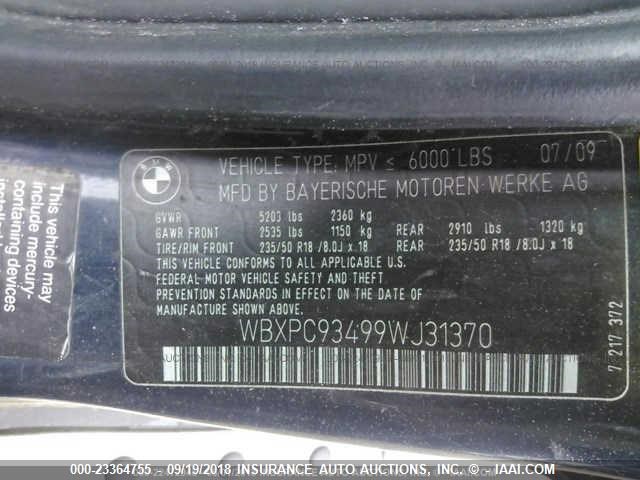 BMW
VEHICLE TYPE: MPV ≤ 6000 LBS 07/09
MFD BY BAYERISCHE MOTOREN WERKE AG
GVWR 5203 lbs 2360 kg
GAWR FRONT 2535 lbs 1150 kg REAR 2910 lbs 1320 kg
TIRE/RIM FRONT 235/50 R18 /8.0J x 18 REAR 235/50 R18 /8.0J x 18
THIS VEHICLE CONFORMS TO ALL APPLICABLE U.S.
FEDERAL MOTOR VEHICLE SAFETY AND THEFT
PREVENTION STANDARDS IN EFFECT ON THE DATE OF
MANUFACTURE SHOWN ABOVE.
WBXPC93499WJ31370
7 217 372
This vehicle may
include mercury-
containing devices
000-23364755 - 09/19/2018 INSURANCE AUTO AUCTIONS, INC. © - IAAI.COM